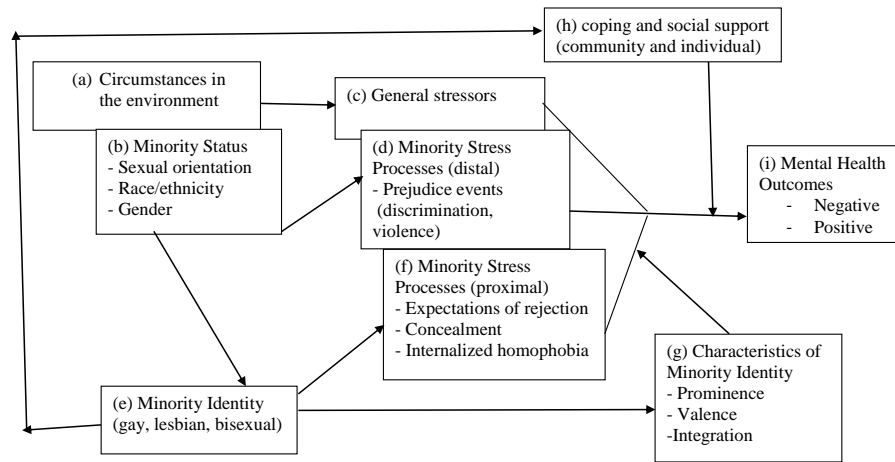 (h) coping and social support
(community and individual)
(a) Circumstances in
the environment
(c) General stressors
(b) Minority Status
- Sexual orientation
- Race/ethnicity
- Gender
(d) Minority Stress
Processes (distal)
- Prejudice events
(discrimination,
violence)
(i) Mental Health
Outcomes
- Negative
- Positive
(f) Minority Stress
Processes (proximal)
- Expectations of rejection
- Concealment
- Internalized homophobia
(g) Characteristics of
Minority Identity
- Prominence
- Valence
-Integration
(e) Minority Identity
(gay, lesbian, bisexual)